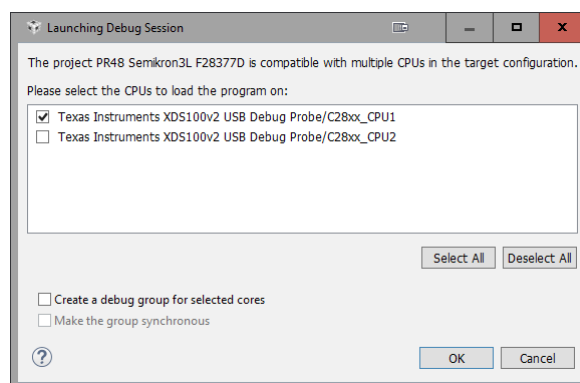 Launching Debug Session
The project PR48 Semikron3L F28377D is compatible with multiple CPUs in the target configuration.
Please select the CPUs to load the program on:
Texas Instruments XDS100v2 USB Debug Probe/C28xx_CPU1
Texas Instruments XDS100v2 USB Debug Probe/C28xx_CPU2
Select All
Deselect All
Create a debug group for selected cores
Make the group synchronous
OK
Cancel